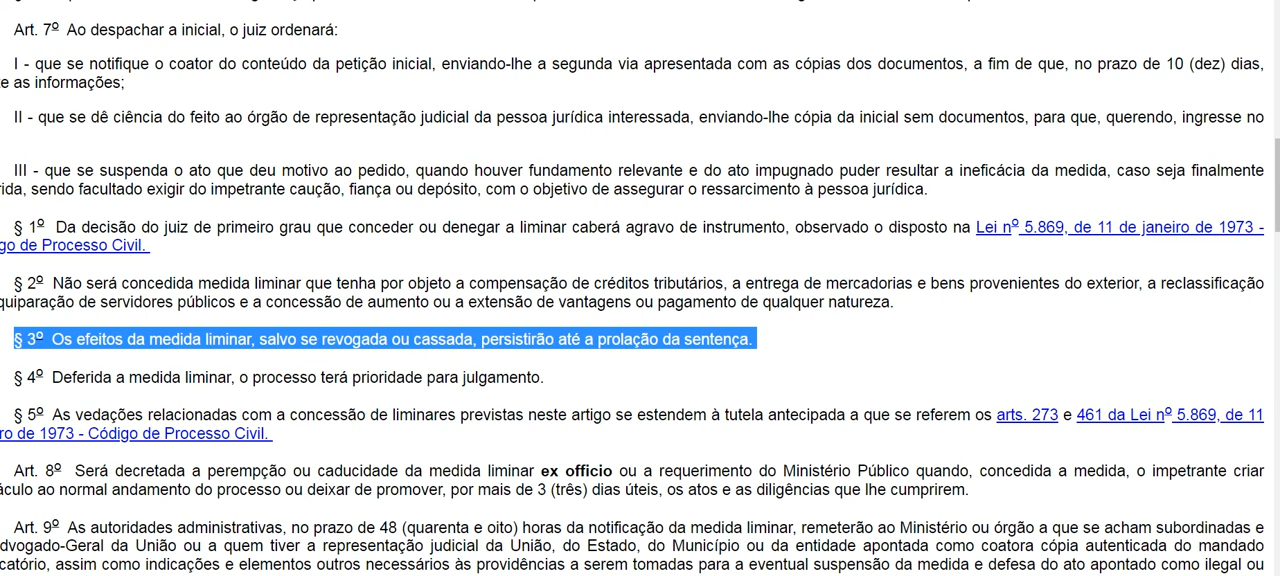 Art. 7º Ao despachar a inicial, o juiz ordenará:
I - que se notifique o coator do conteúdo da petição inicial, enviando-lhe a segunda via apresentada com as cópias dos documentos, a fim de que, no prazo de 10 (dez) dias,
e as informações;
II - que se dê ciência do feito ao órgão de representação judicial da pessoa jurídica interessada, enviando-lhe cópia da inicial sem documentos, para que, querendo, ingresse no
III - que se suspenda o ato que deu motivo ao pedido, quando houver fundamento relevante e do ato impugnado puder resultar a ineficácia da medida, caso seja finalmente
rida, sendo facultado exigir do impetrante caução, fiança ou depósito, com o objetivo de assegurar o ressarcimento à pessoa jurídica.
§ 1º Da decisão do juiz de primeiro grau que conceder ou denegar a liminar caberá agravo de instrumento, observado o disposto na Lei nº 5.869, de 11 de janeiro de 1973 -
go de Processo Civil.
§ 2º Não será concedida medida liminar que tenha por objeto a compensação de créditos tributários, a entrega de mercadorias e bens provenientes do exterior, a reclassificação
quiparação de servidores públicos e a concessão de aumento ou a extensão de vantagens ou pagamento de qualquer natureza.
§ 3º Os efeitos da medida liminar, salvo se revogada ou cassada, persistirão até a prolação da sentença.
§ 4º Deferida a medida liminar, o processo terá prioridade para julgamento.
§ 5º As vedações relacionadas com a concessão de liminares previstas neste artigo se estendem à tutela antecipada a que se referem os arts. 273 e 461 da Lei nº 5.869, de 11
ro de 1973 - Código de Processo Civil.
Art. 8º Será decretada a perempção ou caducidade da medida liminar ex officio ou a requerimento do Ministério Público quando, concedida a medida, o impetrante criar
áculo ao normal andamento do processo ou deixar de promover, por mais de 3 (três) dias úteis, os atos e as diligências que lhe cumprirem.
Art. 9º As autoridades administrativas, no prazo de 48 (quarenta e oito) horas da notificação da medida liminar, remeterão ao Ministério ou órgão a que se acham subordinadas e
dvogado-Geral da União ou a quem tiver a representação judicial da União, do Estado, do Município ou da entidade apontada como coatora cópia autenticada do mandado
catório, assim como indicações e elementos outros necessários às providências a serem tomadas para a eventual suspensão da medida e defesa do ato apontado como ilegal ou